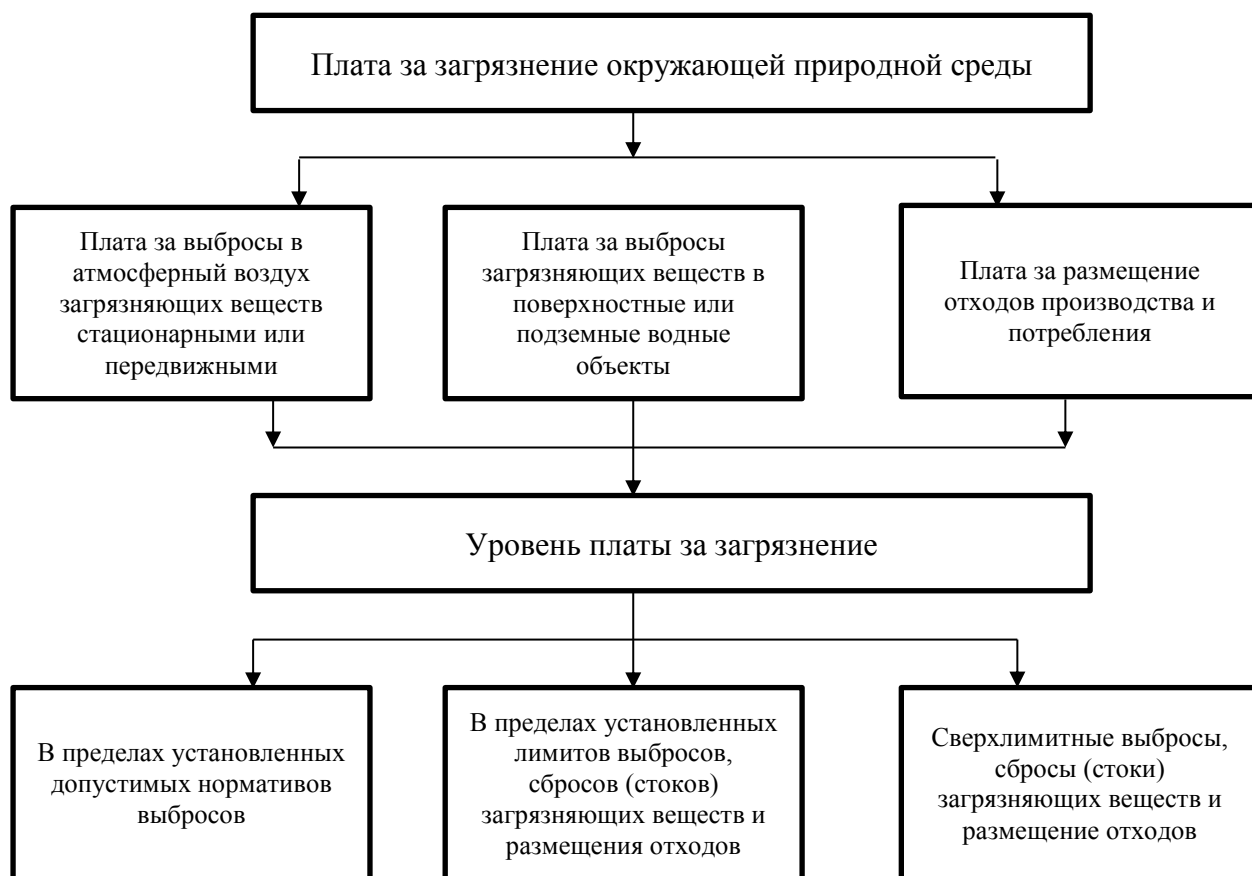 Плата за загрязнение окружающей природной среды
Плата за выбросы в
атмосферный воздух
загрязняющих веществ
стационарными или
передвижными
Плата за выбросы
загрязняющих веществ в
поверхностные или
подземные водные
объекты
Плата за размещение
отходов производства и
потребления
Уровень платы за загрязнение
В пределах установленных
допустимых нормативов
выбросов
В пределах установленных
лимитов выбросов,
сбросов (стоков)
загрязняющих веществ и
размещения отходов
Сверхлимитные выбросы,
сбросы (стоки)
загрязняющих веществ и
размещение отходов